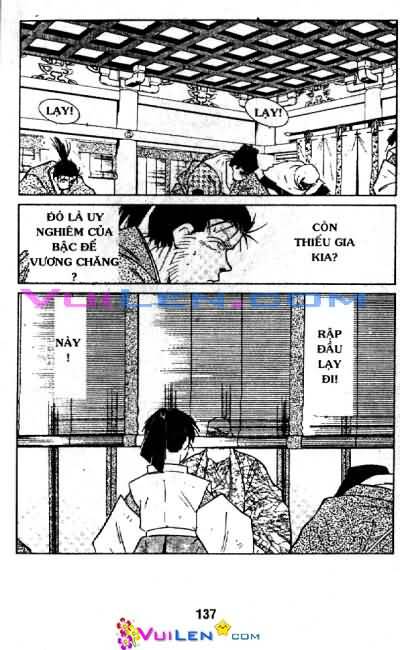 LẠY!
LẠY!
ĐÓ LÀ UY
NGHIÊM CỦA
BẬC ĐẾ
VƯƠNG CHĂNG
?
CÒN
THIẾU GIA
KIA?
VUILEN.COM
NÀY
!
RẬP
ĐẦU
LẠY
ĐI!
137
VUILEN.COM